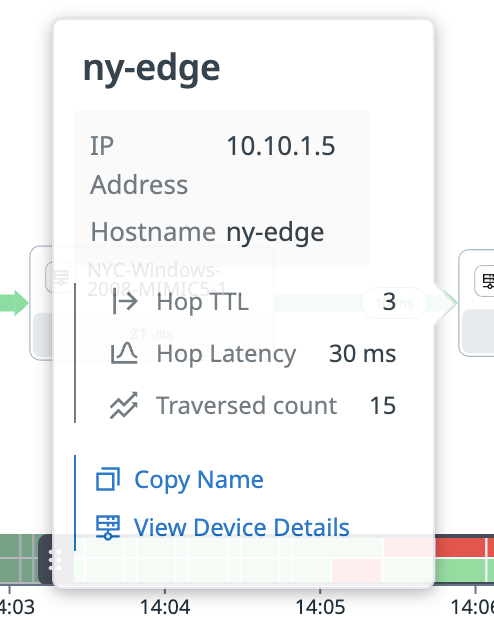 ny-edge
IP Address 10.10.1.5
Hostname ny-edge
NYC-Windows-
2008-MIMIC5-1
Hop TTL 3
21 ms
Hop Latency 30 ms
Traversed count 15
Copy Name
View Device Details
4:03 14:04 14:05 14:06